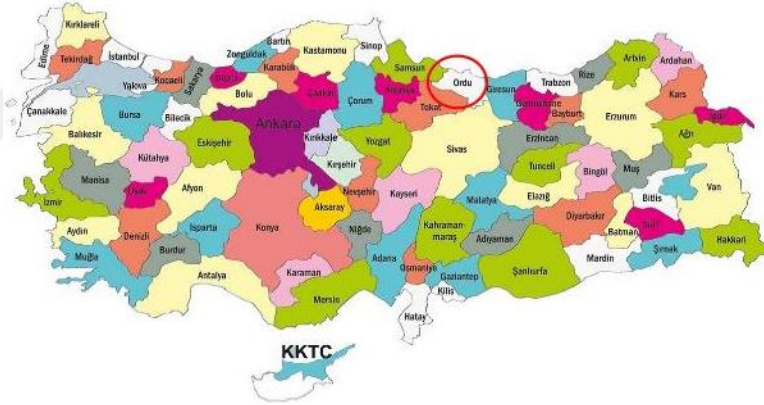 Kırklareli
Edirne
Tekirdağ
İstanbul
Kocaeli
Yalova
Sakarya
Düzce
Zonguldak
Bartın
Karabük
Kastamonu
Sinop
Samsun
Ordu
Giresun
Trabzon
Rize
Artvin
Ardahan
Çanakkale
Bursa
Bilecik
Bolu
Çankırı
Çorum
Amasya
Tokat
Gümüşhane
Bayburt
Erzurum
Kars
Iğdır
Balıkesir
Kütahya
Eskişehir
Ankara
Kırıkkale
Kırşehir
Yozgat
Sivas
Erzincan
Tunceli
Bingöl
Muş
Ağrı
İzmir
Manisa
Uşak
Afyon
Konya
Aksaray
Nevşehir
Kayseri
Malatya
Elazığ
Diyarbakır
Bitlis
Van
Aydın
Denizli
Isparta
Niğde
Kahraman-
maraş
Adıyaman
Batman
Siirt
Hakkari
Muğla
Burdur
Antalya
Karaman
Mersin
Adana
Osmaniye
Gaziantep
Şanlıurfa
Mardin
Şırnak
Kilis
Hatay
KKTC